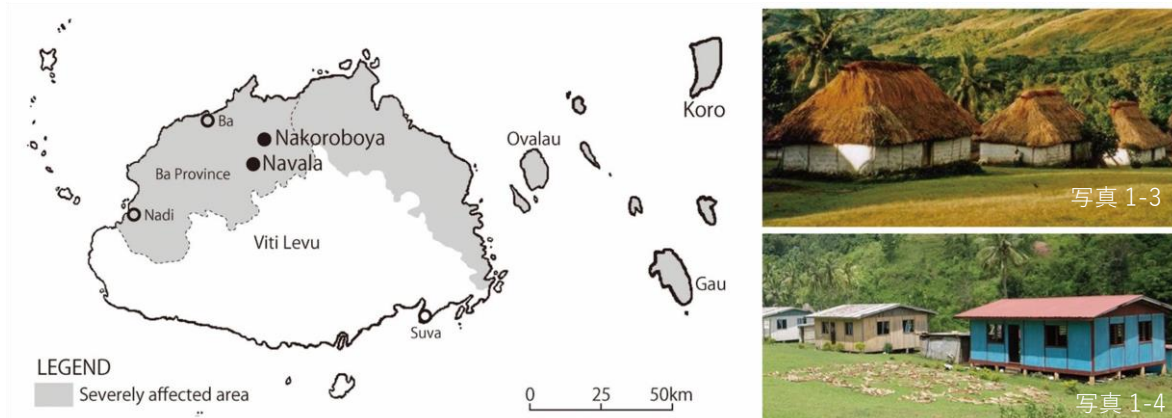 Ba
Nakoroboya
Navala
Ba Province
Nadi
Viti Levu
Suva
Ovalau
Koro
Gau
LEGEND
Severely affected area
0 25 50km
写真 1-3
写真 1-4